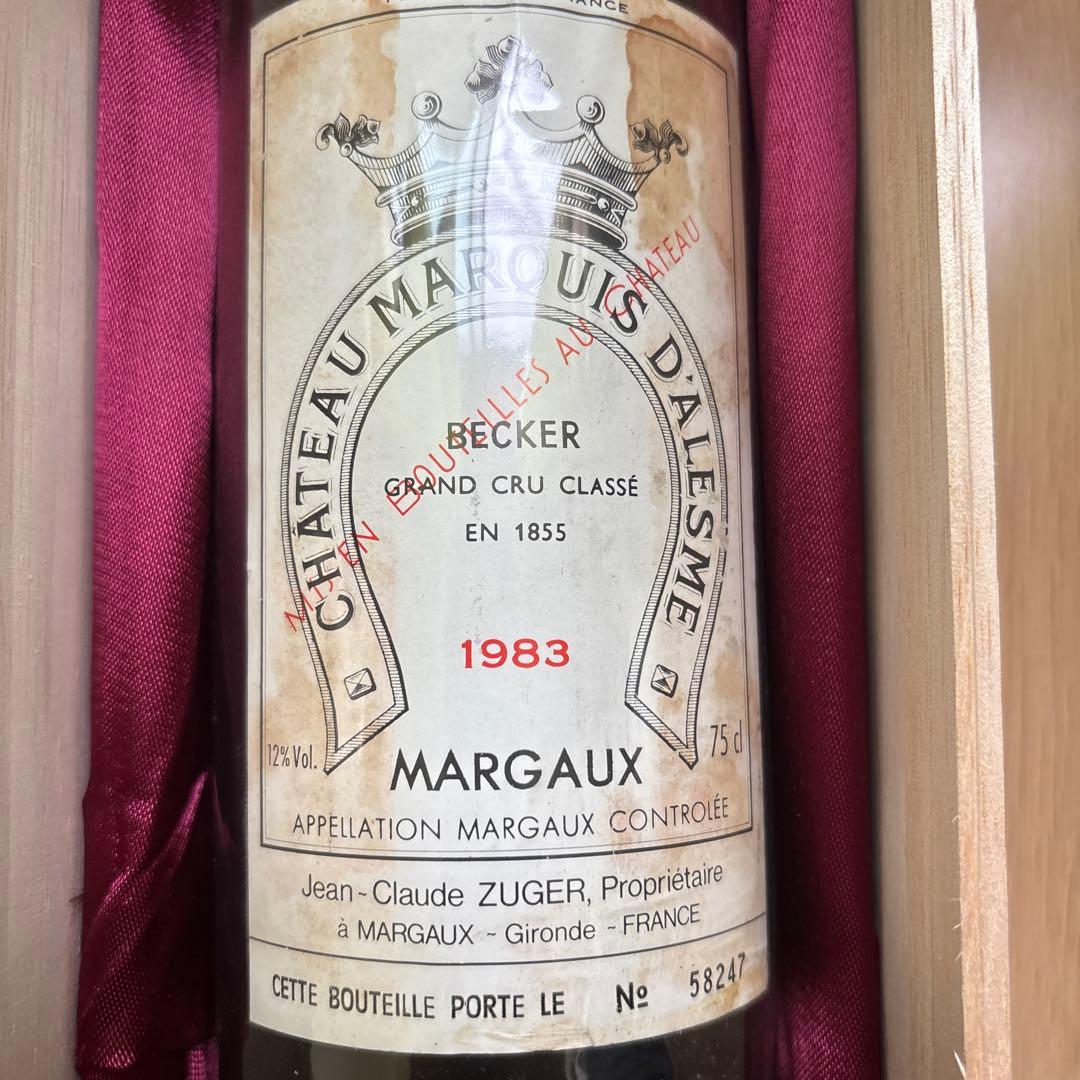 CHÂTEAU MARQUIS D'ALESME
MIS EN BOUTEILLES AU CHATEAU
BECKER
GRAND CRU CLASSÉ
EN 1855
1983
12% Vol.
75 cl
MARGAUX
APPELLATION MARGAUX CONTROLÉE
Jean~Claude ZUGER, Propriétaire
à MARGAUX ~ Gironde ~ FRANCE
CETTE BOUTEILLE PORTE LE Nº 58247